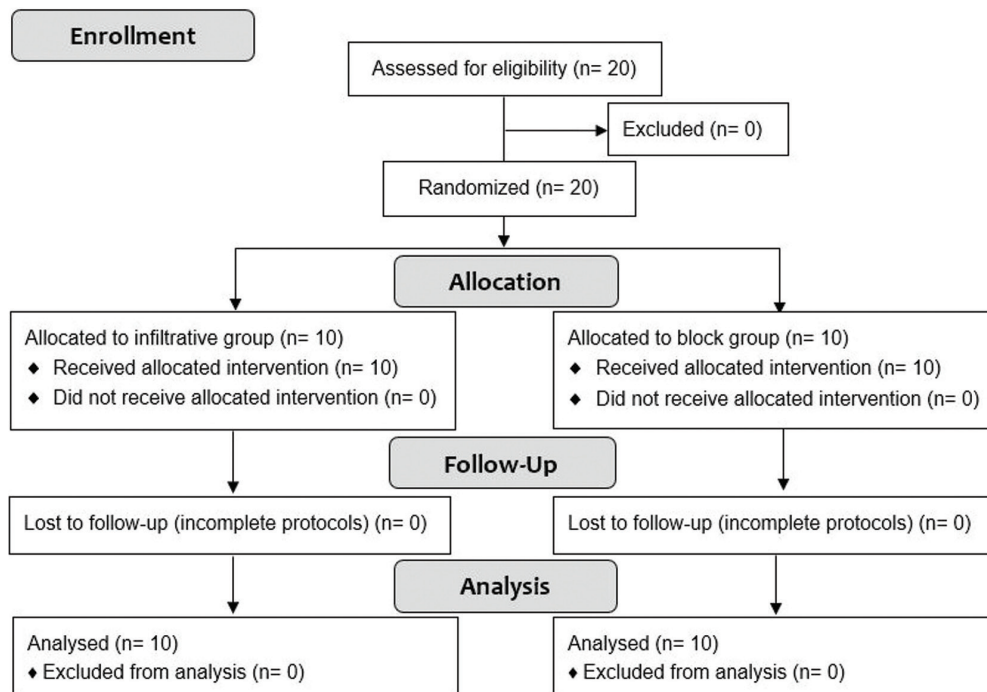 Enrollment
Assessed for eligibility (n= 20)
Excluded (n= 0)
Randomized (n= 20)
Allocation
Allocated to infiltrative group (n= 10)
♦ Received allocated intervention (n= 10)
♦ Did not receive allocated intervention (n= 0)
Allocated to block group (n= 10)
♦ Received allocated intervention (n= 10)
♦ Did not receive allocated intervention (n= 0)
Follow-Up
Lost to follow-up (incomplete protocols) (n= 0)
Lost to follow-up (incomplete protocols) (n= 0)
Analysis
Analysed (n= 10)
♦ Excluded from analysis (n= 0)
Analysed (n= 10)
♦ Excluded from analysis (n= 0)